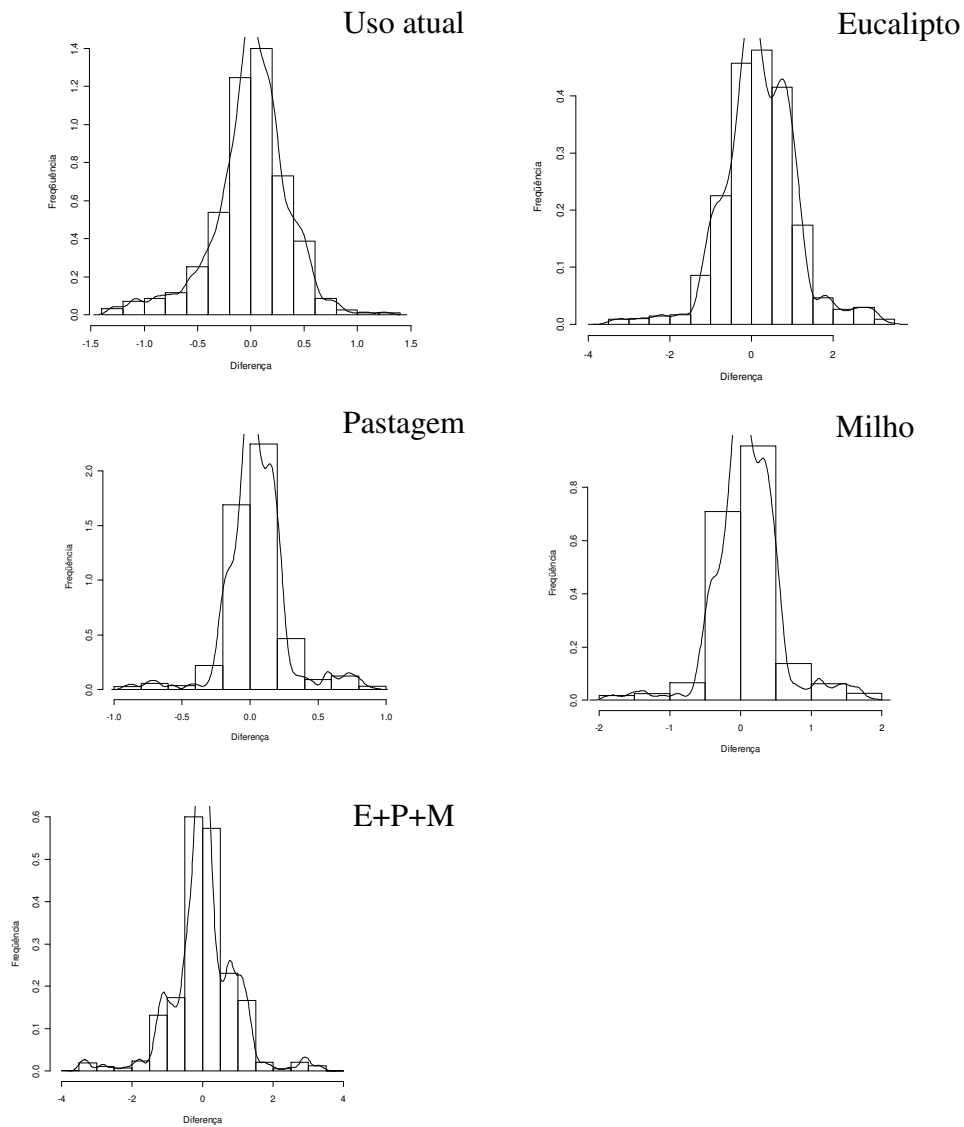 Uso atual
0.0 0.2 0.4 0.6 0.8 1.0 1.2 1.4
-1.5 -1.0 -0.5 0.0 0.5 1.0 1.5
Diferença
Eucalipto
Freqüência
0.0 0.1 0.2 0.3 0.4
-4 -2 0 2
Diferença
Pastagem
Freqüência
0.0 0.5 1.0 1.5 2.0
-1.0 -0.5 0.0 0.5 1.0
Diferença
Milho
Freqüência
0.0 0.2 0.4 0.6 0.8
-2 -1 0 1 2
Diferença
E+P+M
Freqüência
0.0 0.1 0.2 0.3 0.4 0.5 0.6
-4 -2 0 2 4
Diferença